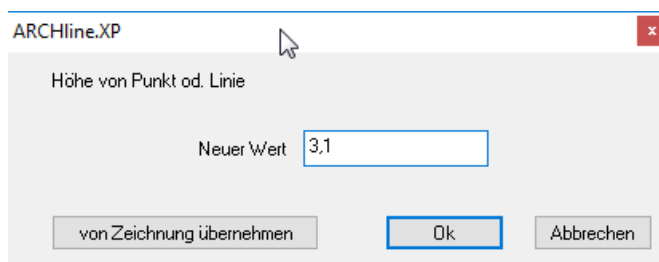 ARCHline.XP
x
Höhe von Punkt od. Linie
Neuer Wert 3,1
von Zeichnung übernehmen Ok Abbrechen